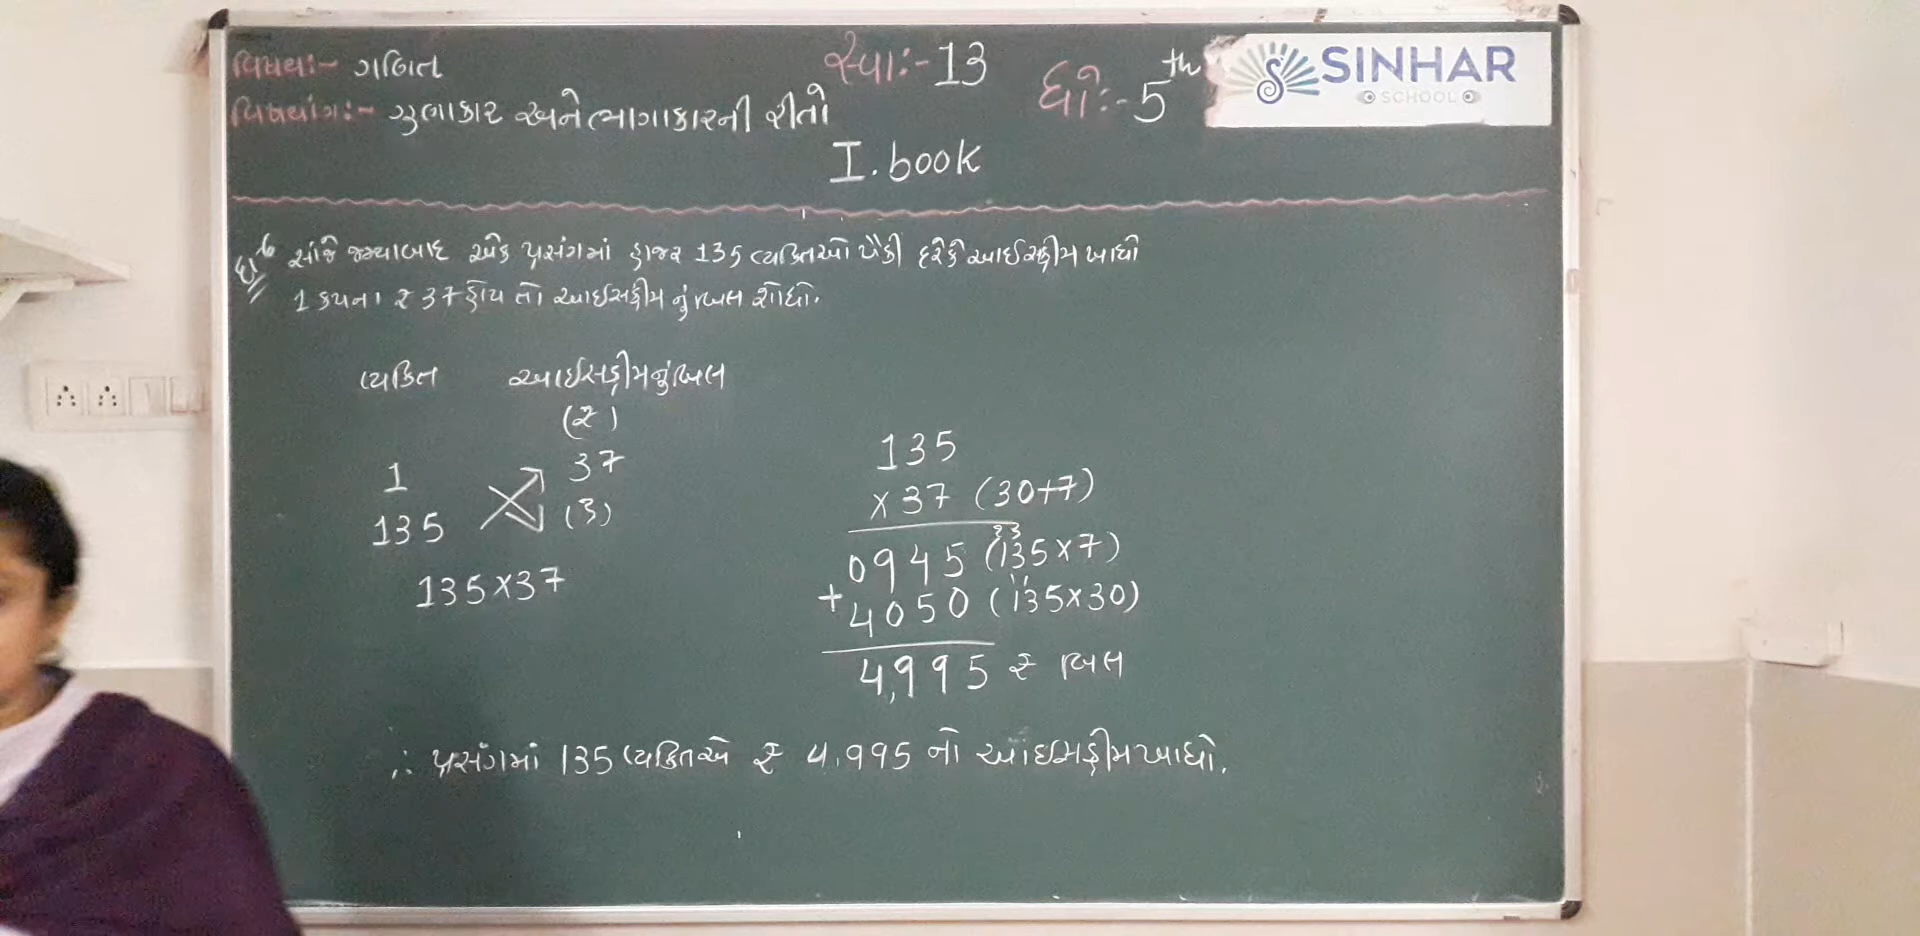 વિષય:- ગણિત
સ્વા:-13
ધો:-5th
SINHAR
SCHOOL
વિષયાંગ:- ગુણાકાર અને ભાગાકારની રીતો
I.book
દા 6 સાંજે જમ્યાબાદ એક પ્રસંગમાં હાજર 135 વ્યક્તિઓ પૈકી દરેકે આઈસક્રીમ ખાધો
1 કપના ₹ 37 હોય તો આઈસક્રીમ નું બિલ શોધો.
વ્યક્તિ આઈસક્રીમનું બિલ
(₹)
1 37
135 (?)
135×37
135
× 37 (30+7)
0945 (135×7)
+ 4050 (135×30)
4,995 ₹ બિલ
∴ પ્રસંગમાં 135 વ્યક્તિએ ₹ 4,995 નો આઈસક્રીમ ખાધો.